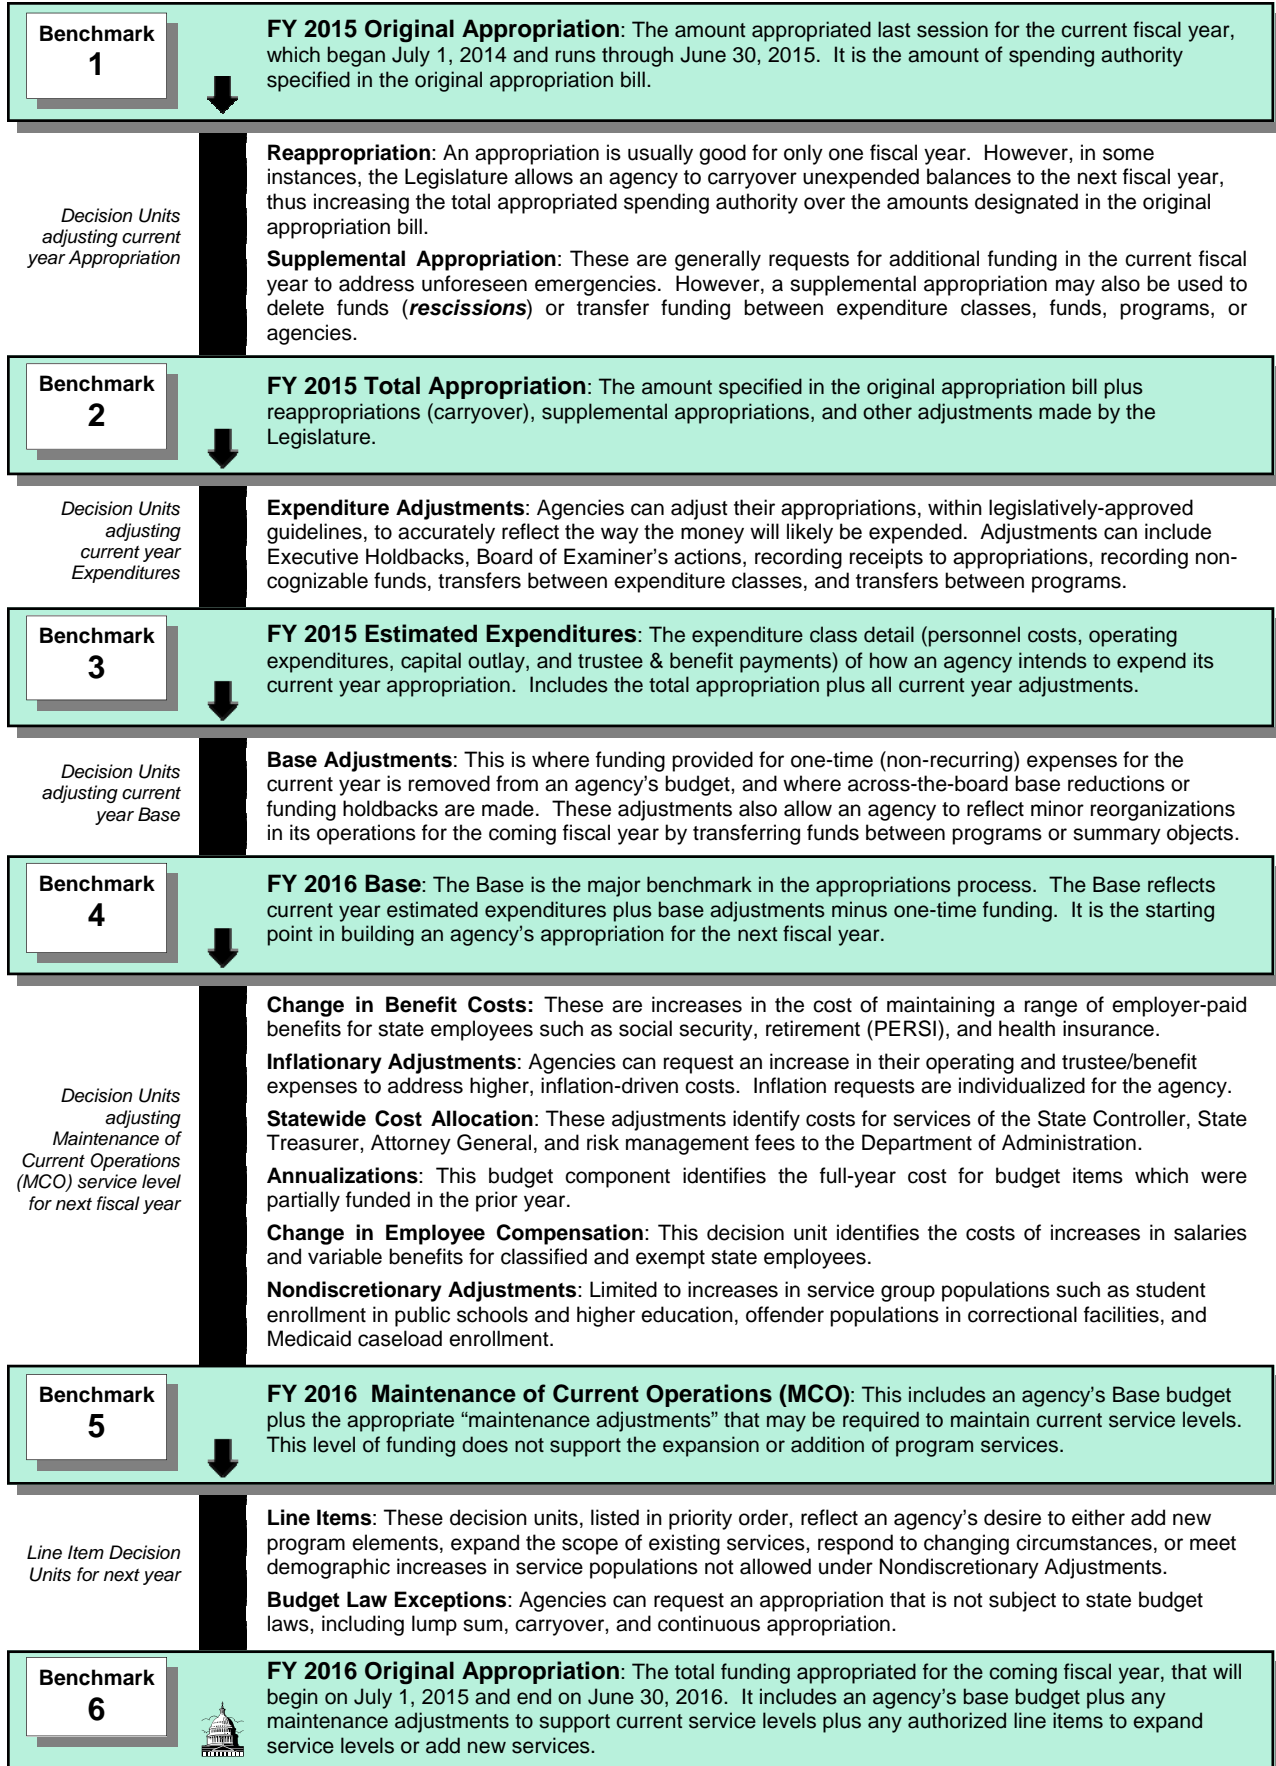 Benchmark
1
FY 2015 Original Appropriation: The amount appropriated last session for the current fiscal year,
which began July 1, 2014 and runs through June 30, 2015.  It is the amount of spending authority
specified in the original appropriation bill.
Decision Units
adjusting current
year Appropriation
Reappropriation: An appropriation is usually good for only one fiscal year.  However, in some
instances, the Legislature allows an agency to carryover unexpended balances to the next fiscal year,
thus increasing the total appropriated spending authority over the amounts designated in the original
appropriation bill.
Supplemental Appropriation: These are generally requests for additional funding in the current fiscal
year to address unforeseen emergencies.  However, a supplemental appropriation may also be used to
delete funds (rescissions) or transfer funding between expenditure classes, funds, programs, or
agencies.
Benchmark
2
FY 2015 Total Appropriation: The amount specified in the original appropriation bill plus
reappropriations (carryover), supplemental appropriations, and other adjustments made by the
Legislature.
Decision Units
adjusting
current year
Expenditures
Expenditure Adjustments: Agencies can adjust their appropriations, within legislatively-approved
guidelines, to accurately reflect the way the money will likely be expended.  Adjustments can include
Executive Holdbacks, Board of Examiner's actions, recording receipts to appropriations, recording non-
cognizable funds, transfers between expenditure classes, and transfers between programs.
Benchmark
3
FY 2015 Estimated Expenditures: The expenditure class detail (personnel costs, operating
expenditures, capital outlay, and trustee & benefit payments) of how an agency intends to expend its
current year appropriation.  Includes the total appropriation plus all current year adjustments.
Decision Units
adjusting current
year Base
Base Adjustments: This is where funding provided for one-time (non-recurring) expenses for the
current year is removed from an agency's budget, and where across-the-board base reductions or
funding holdbacks are made.  These adjustments also allow an agency to reflect minor reorganizations
in its operations for the coming fiscal year by transferring funds between programs or summary objects.
Benchmark
4
FY 2016 Base: The Base is the major benchmark in the appropriations process.  The Base reflects
current year estimated expenditures plus base adjustments minus one-time funding.  It is the starting
point in building an agency's appropriation for the next fiscal year.
Decision Units
adjusting
Maintenance of
Current Operations
(MCO) service level
for next fiscal year
Change in Benefit Costs: These are increases in the cost of maintaining a range of employer-paid
benefits for state employees such as social security, retirement (PERSI), and health insurance.
Inflationary Adjustments: Agencies can request an increase in their operating and trustee/benefit
expenses to address higher, inflation-driven costs.  Inflation requests are individualized for the agency.
Statewide Cost Allocation: These adjustments identify costs for services of the State Controller, State
Treasurer, Attorney General, and risk management fees to the Department of Administration.
Annualizations: This budget component identifies the full-year cost for budget items which were
partially funded in the prior year.
Change in Employee Compensation: This decision unit identifies the costs of increases in salaries
and variable benefits for classified and exempt state employees.
Nondiscretionary Adjustments: Limited to increases in service group populations such as student
enrollment in public schools and higher education, offender populations in correctional facilities, and
Medicaid caseload enrollment.
Benchmark
5
FY 2016  Maintenance of Current Operations (MCO): This includes an agency's Base budget
plus the appropriate “maintenance adjustments” that may be required to maintain current service levels.
This level of funding does not support the expansion or addition of program services.
Line Item Decision
Units for next year
Line Items: These decision units, listed in priority order, reflect an agency's desire to either add new
program elements, expand the scope of existing services, respond to changing circumstances, or meet
demographic increases in service populations not allowed under Nondiscretionary Adjustments.
Budget Law Exceptions: Agencies can request an appropriation that is not subject to state budget
laws, including lump sum, carryover, and continuous appropriation.
Benchmark
6
FY 2016 Original Appropriation: The total funding appropriated for the coming fiscal year, that will
begin on July 1, 2015 and end on June 30, 2016.  It includes an agency's base budget plus any
maintenance adjustments to support current service levels plus any authorized line items to expand
service levels or add new services.